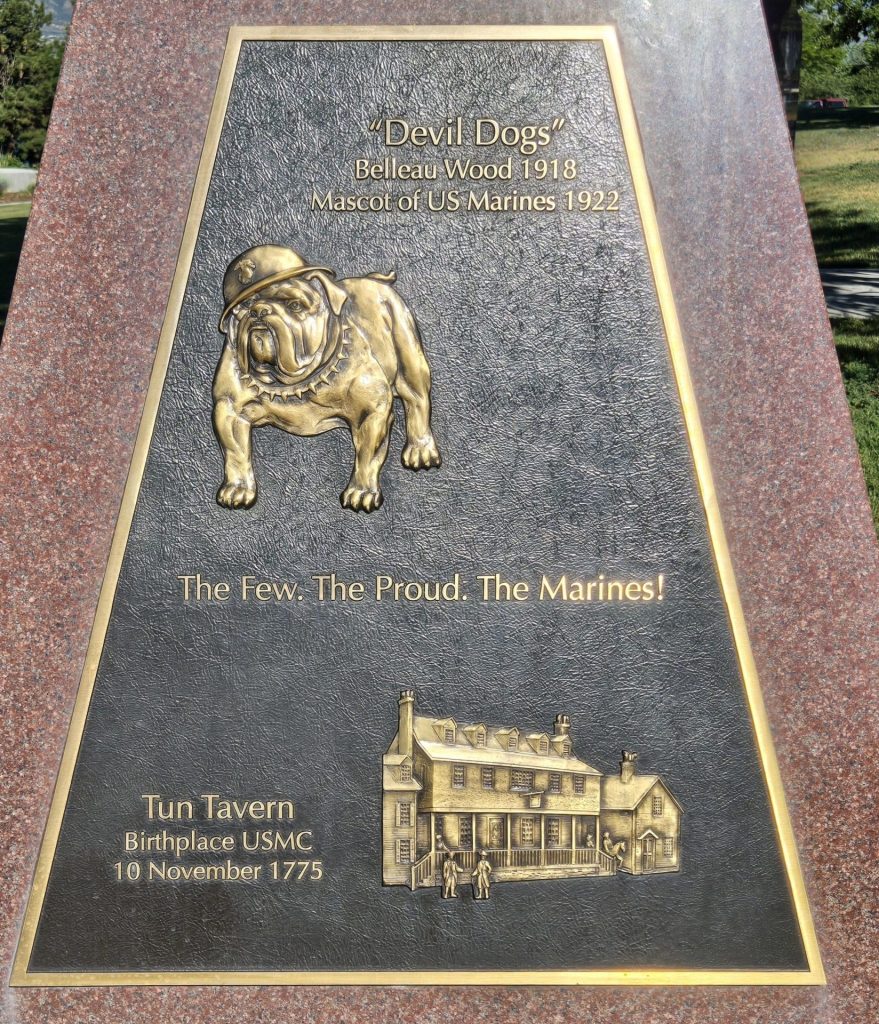 "Devil Dogs"
Belleau Wood 1918
Mascot of US Marines 1922
The Few. The Proud. The Marines!
Tun Tavern
Birthplace USMC
10 November 1775